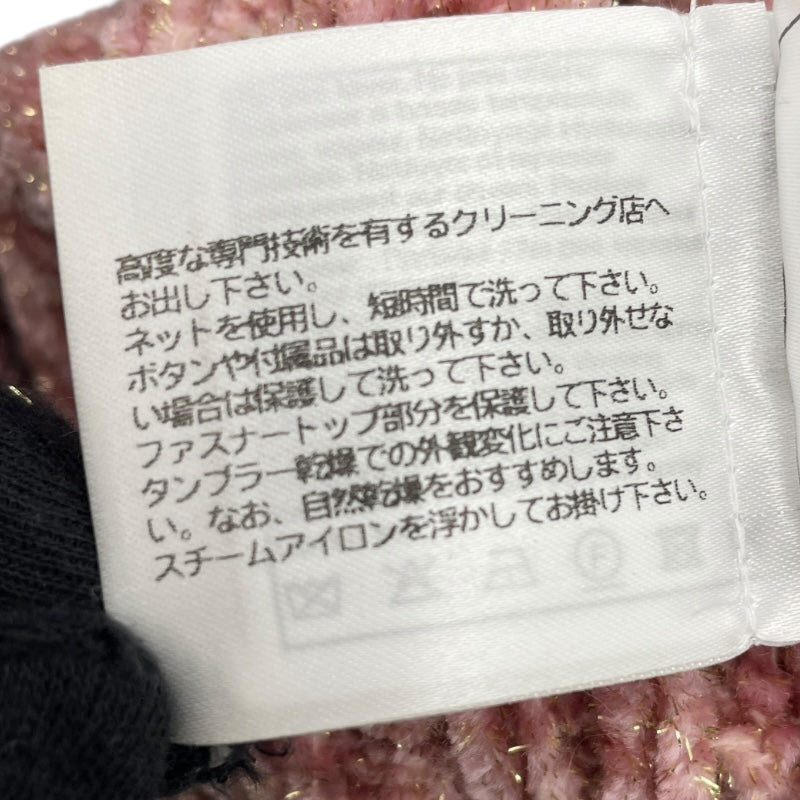 高度な専門技術を有するクリーニング店へ
お出し下さい。
ネットを使用し、短時間で洗って下さい。
ボタンや付属品は取り外すか、取り外せな
い場合は保護して洗って下さい。
ファスナートップ部分を保護して下さい。
タンブラー乾燥での外観変化にご注意下さ
い。なお、自然乾燥をおすすめします。
スチームアイロンを浮かしてお掛け下さい。